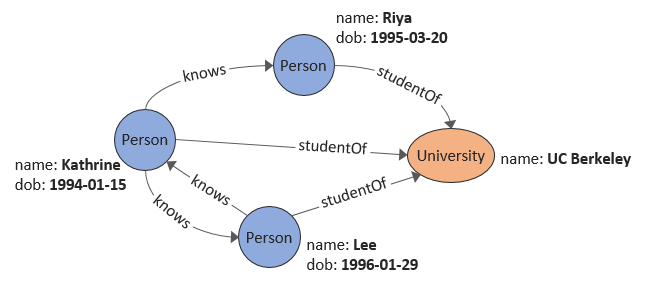 name: Riya
dob: 1995-03-20
Person
knows
studentOf
Person
studentOf
University
name: UC Berkeley
name: Kathrine
dob: 1994-01-15
knows
knows
studentOf
Person
name: Lee
dob: 1996-01-29